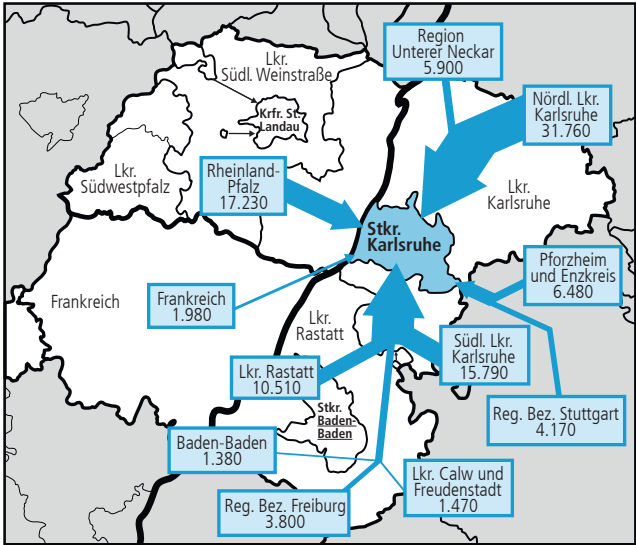 Region
Unterer Neckar
5.900
Lkr.
Südl. Weinstraße
Nördl. Lkr.
Karlsruhe
31.760
Krfr. St.
Landau
Lkr.
Südwestpfalz
Rheinland-
Pfalz
17.230
Lkr.
Karlsruhe
Stkr.
Karlsruhe
Pforzheim
und Enzkreis
6.480
Frankreich
Frankreich
1.980
Lkr.
Rastatt
Südl. Lkr.
Karlsruhe
15.790
Lkr. Rastatt
10.510
Stkr.
Baden-
Baden
Reg. Bez. Stuttgart
4.170
Baden-Baden
1.380
Lkr. Calw und
Freudenstadt
1.470
Reg. Bez. Freiburg
3.800